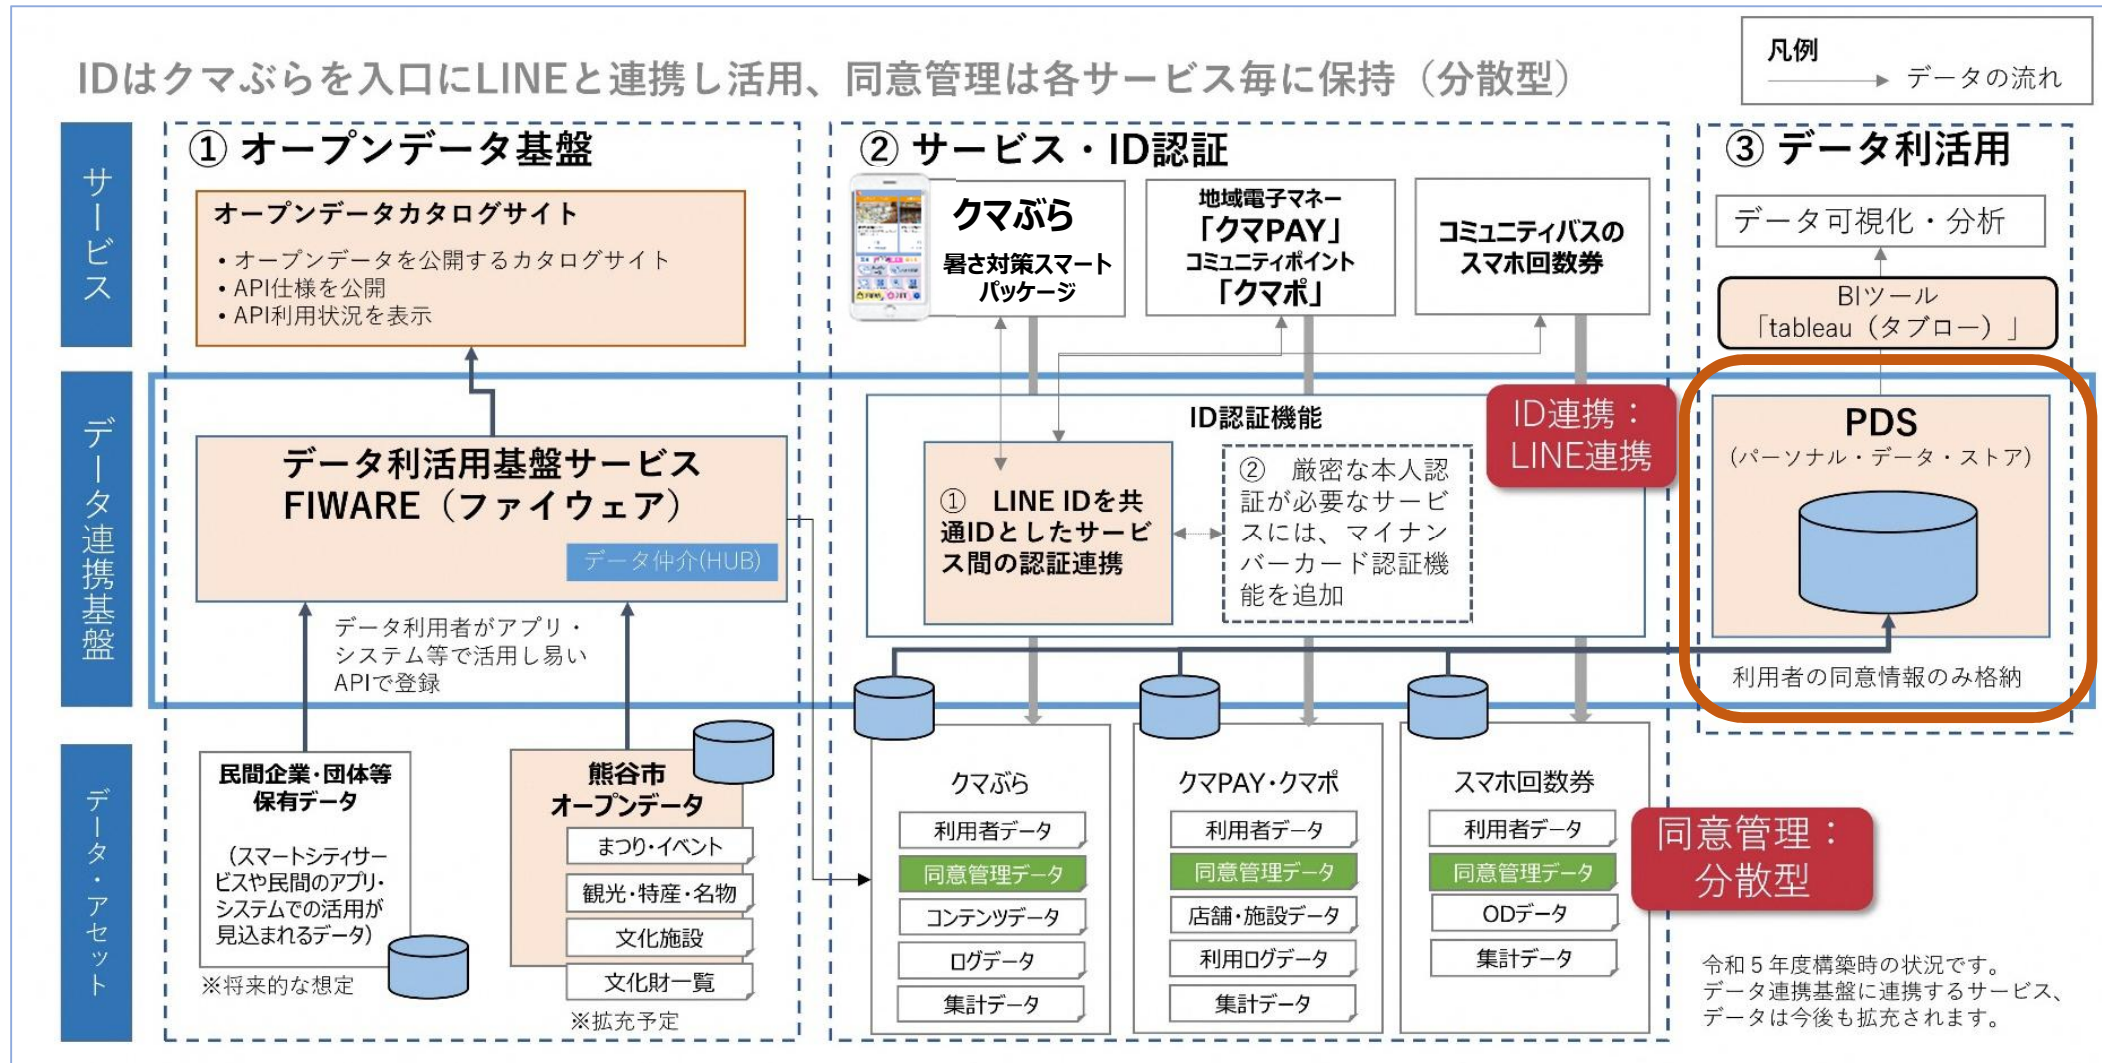 IDはクマぶらを入口にLINEと連携し活用、同意管理は各サービス毎に保持（分散型）
凡例
データの流れ
サービス
① オープンデータ基盤
オープンデータカタログサイト
・オープンデータを公開するカタログサイト
・API仕様を公開
・API利用状況を表示
② サービス・ID認証
クマぶら
暑さ対策スマート
パッケージ
地域電子マネー
「クマPAY」
コミュニティポイント
「クマポ」
コミュニティバスの
スマホ回数券
③ データ利活用
データ可視化・分析
BIツール
「tableau（タブロー）」
データ連携基盤
データ利活用基盤サービス
FIWARE（ファイウェア）
データ仲介(HUB)
データ利用者がアプリ・
システム等で活用し易い
APIで登録
ID認証機能
① LINE IDを共
通IDとしたサービ
ス間の認証連携
② 厳密な本人認
証が必要なサービ
スには、マイナン
バーカード認証機
能を追加
ID連携：
LINE連携
PDS
（パーソナル・データ・ストア）
利用者の同意情報のみ格納
データ・アセット
民間企業・団体等
保有データ
（スマートシティサー
ビスや民間のアプリ・
システムでの活用が
見込まれるデータ）
※将来的な想定
熊谷市
オープンデータ
まつり・イベント
観光・特産・名物
文化施設
文化財一覧
※拡充予定
クマぶら
利用者データ
同意管理データ
コンテンツデータ
ログデータ
集計データ
クマPAY・クマポ
利用者データ
同意管理データ
店舗・施設データ
利用ログデータ
集計データ
スマホ回数券
利用者データ
同意管理データ
ODデータ
集計データ
同意管理：
分散型
令和５年度構築時の状況です。
データ連携基盤に連携するサービス、
データは今後も拡充されます。